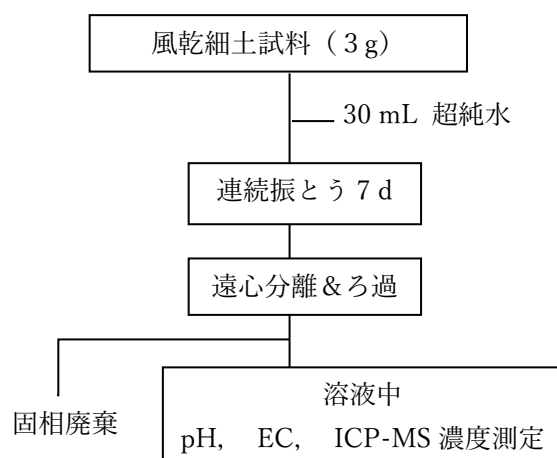 風乾細土試料（3 g）
30 mL 超純水
連続振とう 7 d
遠心分離＆ろ過
固相廃棄
溶液中
pH, EC, ICP-MS 濃度測定